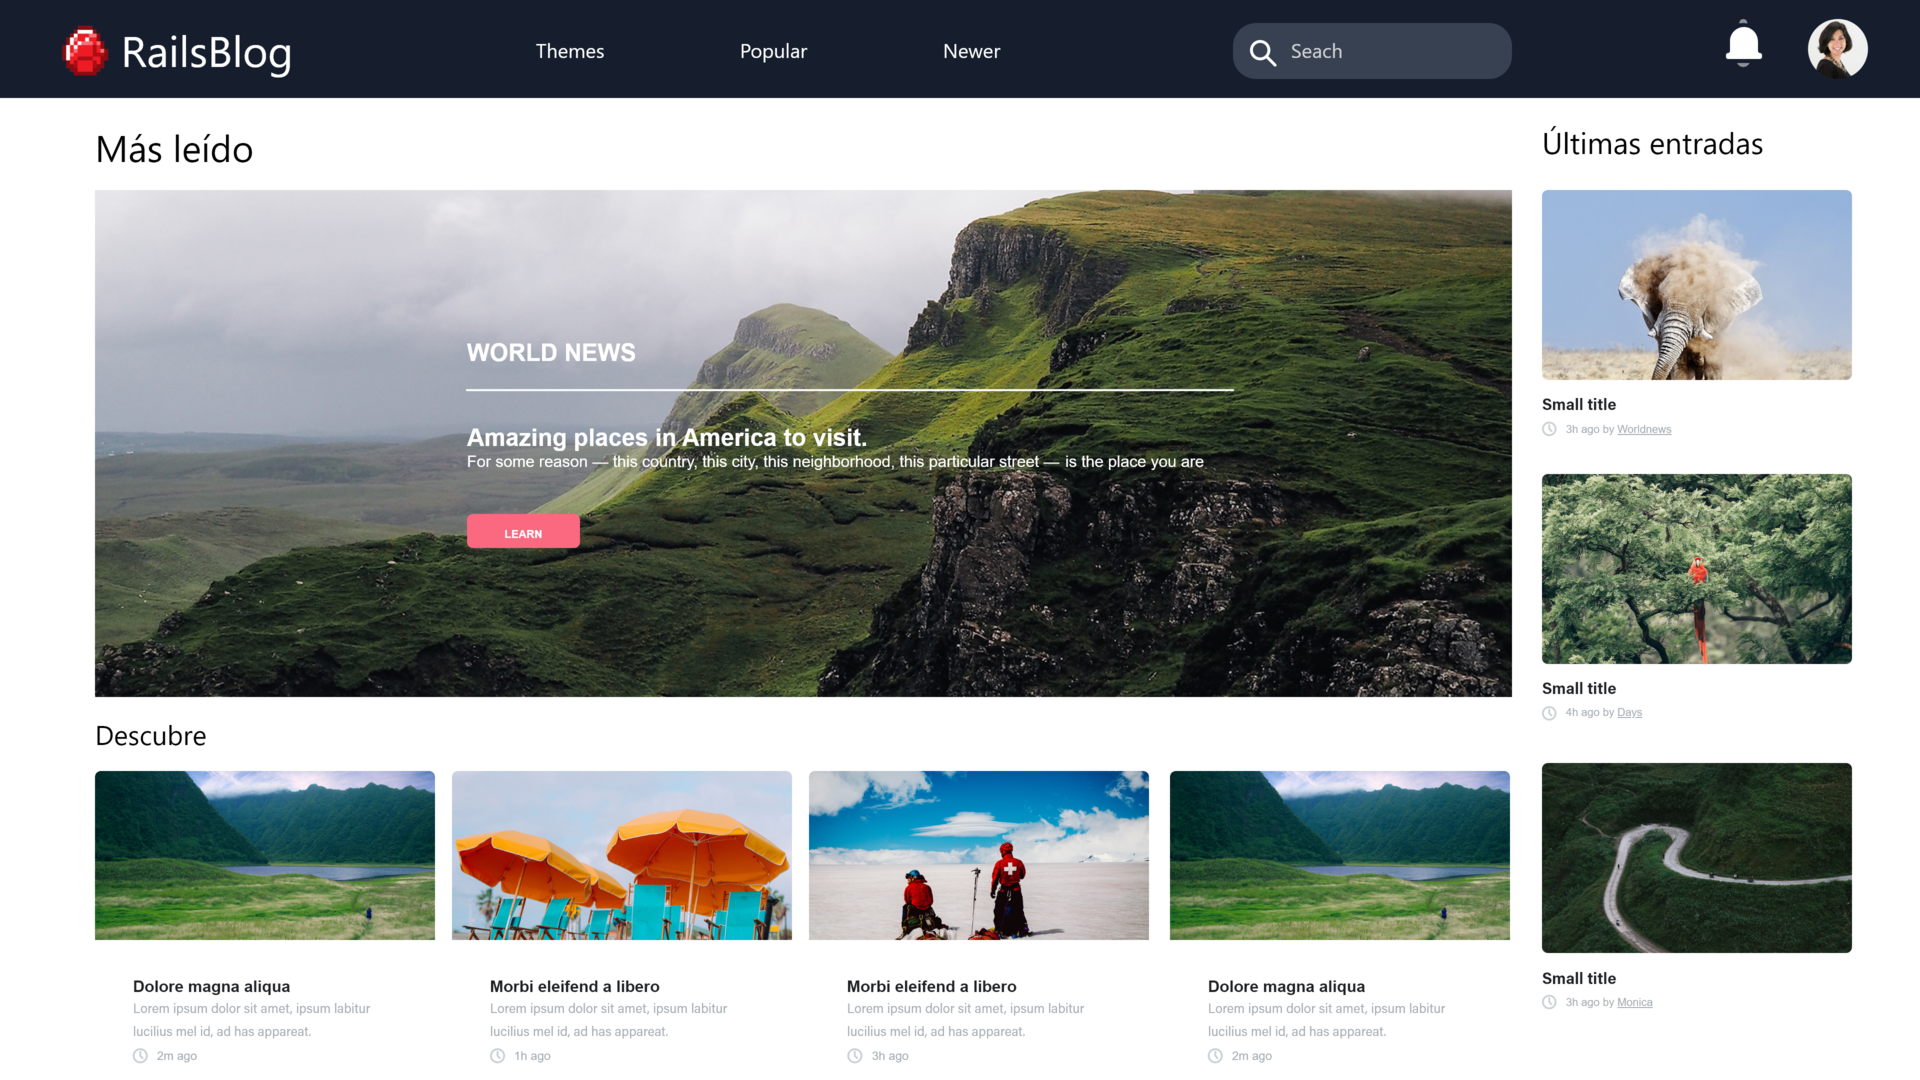 RailsBlog
Themes
Popular
Newer
Seach
Más leído
WORLD NEWS
Amazing places in America to visit.
For some reason — this country, this city, this neighborhood, this particular street — is the place you are
LEARN
Descubre
Dolore magna aliqua
Lorem ipsum dolor sit amet, ipsum labitur
lucilius mel id, ad has appareat.
2m ago
Morbi eleifend a libero
Lorem ipsum dolor sit amet, ipsum labitur
lucilius mel id, ad has appareat.
1h ago
Morbi eleifend a libero
Lorem ipsum dolor sit amet, ipsum labitur
lucilius mel id, ad has appareat.
3h ago
Dolore magna aliqua
Lorem ipsum dolor sit amet, ipsum labitur
lucilius mel id, ad has appareat.
2m ago
Últimas entradas
Small title
3h ago by Worldnews
Small title
4h ago by Days
Small title
3h ago by Monica